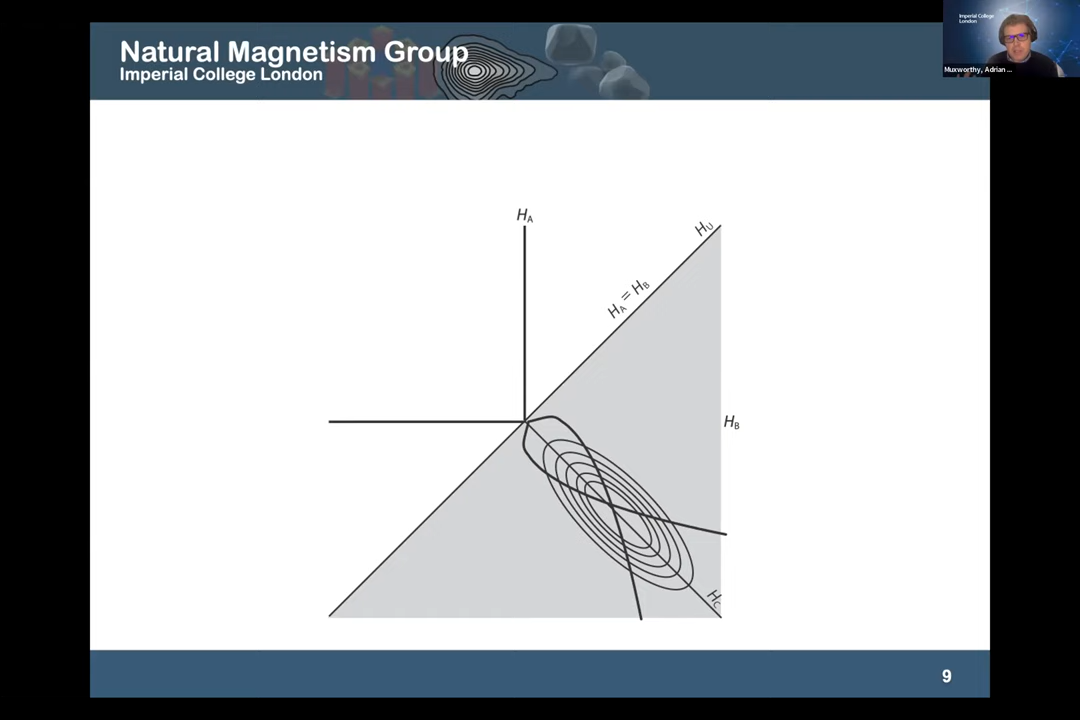 Natural Magnetism Group
Imperial College London
Imperial College
London
Muxworthy, Adrian ...
H_A
H_U
H_A = H_B
H_B
H_C
9